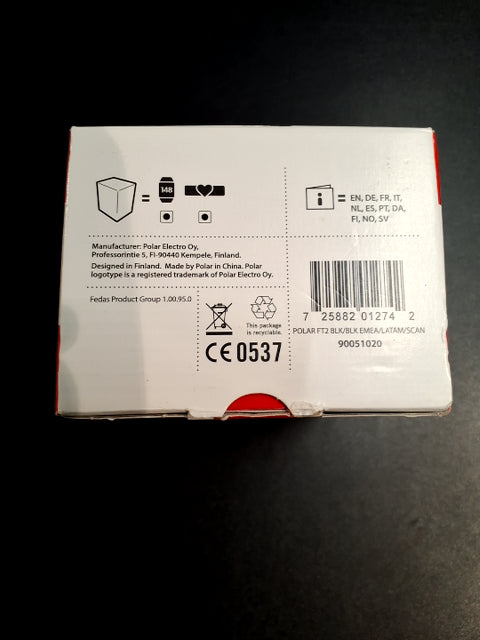 148
i
EN, DE, FR, IT,
NL, ES, PT, DA,
FI, NO, SV
Manufacturer: Polar Electro Oy,
Professorintie 5, FI-90440 Kempele, Finland.
Designed in Finland. Made by Polar in China. Polar
logotype is a registered trademark of Polar Electro Oy.
Fedas Product Group 1.00.95.0
This package
is recyclable.
CE 0537
7 25882 01274 2
POLAR FT2 BLK/BLK EMEA/LATAM/SCAN
90051020